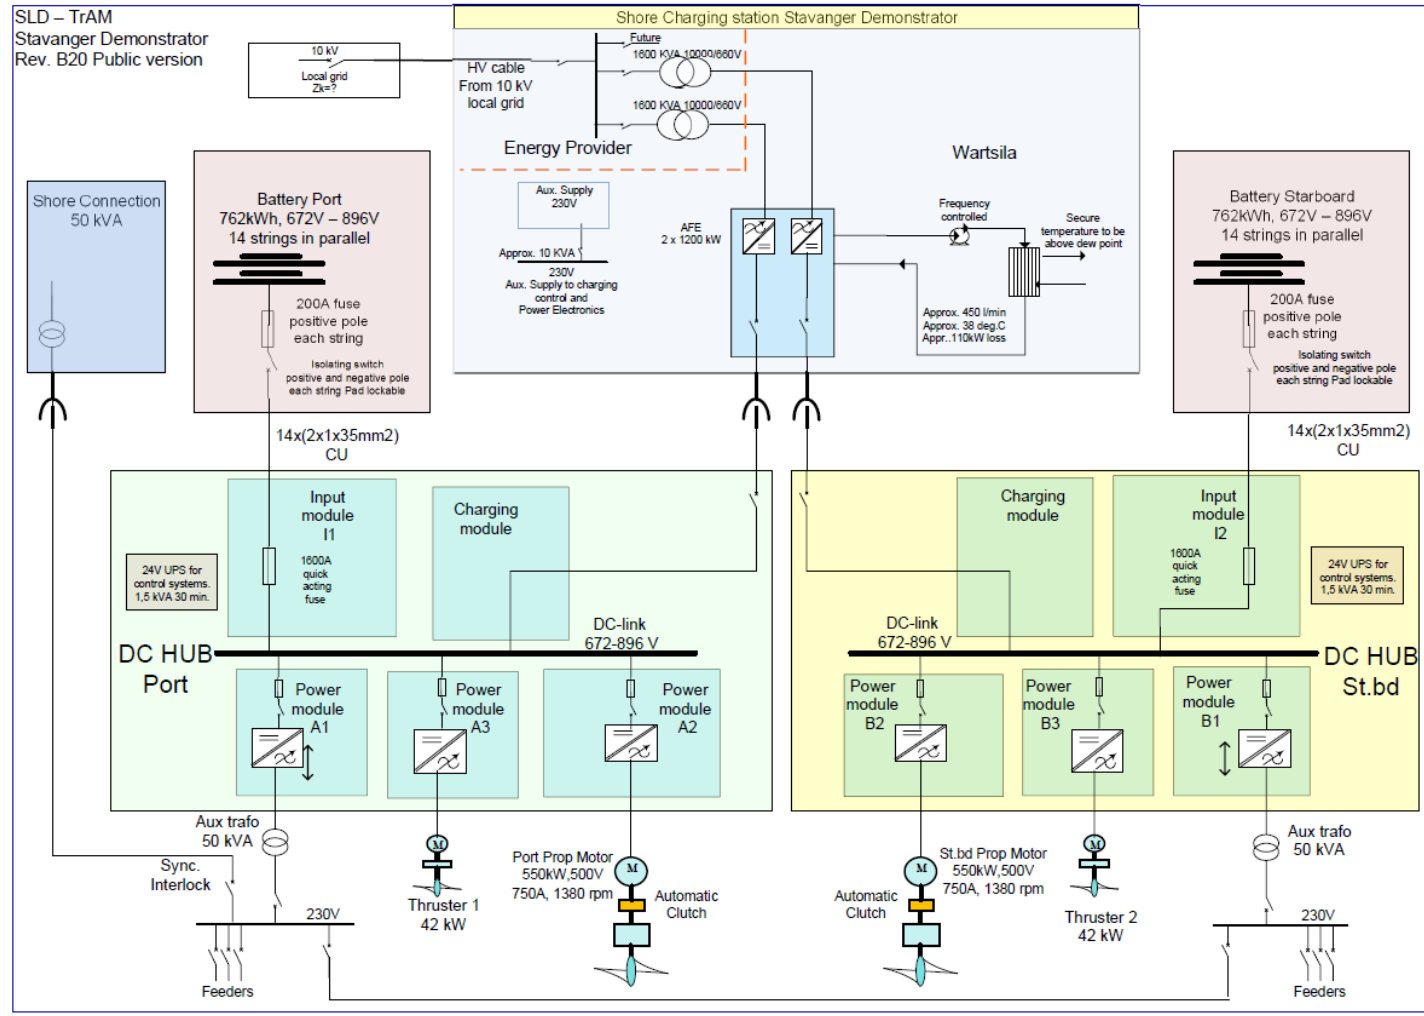 SLD – TrAM
Stavanger Demonstrator
Rev. B20 Public version
Shore Charging station Stavanger Demonstrator
10 kV
Local grid
Zk=?
HV cable
From 10 kV
local grid
Future
1600 KVA 10000/660V
1600 KVA 10000/660V
Energy Provider
Wartsila
Shore Connection
50 kVA
Battery Port
762kWh, 672V – 896V
14 strings in parallel
200A fuse
positive pole
each string
Isolating switch
positive and negative pole
each string Pad lockable
Aux. Supply
230V
Approx. 10 KVA
230V
Aux. Supply to charging
control and
Power Electronics
AFE
2 x 1200 kW
Frequency
controlled
Secure
temperature to be
above dew point
Approx. 450 l/min
Approx. 38 deg.C
Appr..110kW loss
Battery Starboard
762kWh, 672V – 896V
14 strings in parallel
200A fuse
positive pole
each string
Isolating switch
positive and negative pole
each string Pad lockable
14x(2x1x35mm2)
CU
14x(2x1x35mm2)
CU
Input
module
I1
1600A
quick
acting
fuse
Charging
module
24V UPS for
control systems.
1,5 kVA 30 min.
DC-link
672-896 V
DC HUB
Port
Power
module
A1
Power
module
A3
Power
module
A2
Charging
module
Input
module
I2
1600A
quick
acting
fuse
24V UPS for
control systems.
1,5 kVA 30 min.
DC-link
672-896 V
DC HUB
St.bd
Power
module
B2
Power
module
B3
Power
module
B1
Aux trafo
50 kVA
Sync.
Interlock
230V
Feeders
M
Thruster 1
42 kW
Port Prop Motor
550kW,500V
750A, 1380 rpm
M
Automatic
Clutch
St.bd Prop Motor
550kW,500V
750A, 1380 rpm
M
Automatic
Clutch
M
Thruster 2
42 kW
Aux trafo
50 kVA
230V
Feeders